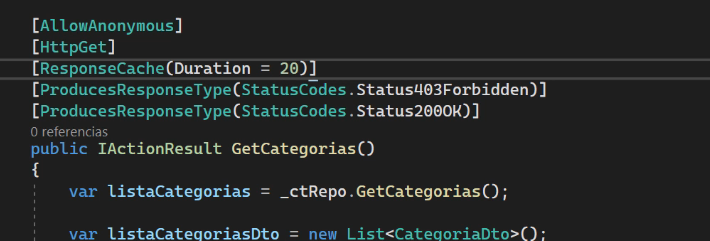 [AllowAnonymous]
[HttpGet]
[ResponseCache(Duration = 20)]
[ProducesResponseType(StatusCodes.Status403Forbidden)]
[ProducesResponseType(StatusCodes.Status200OK)]
0 referencias
public IActionResult GetCategorias()
{
var listaCategorias = _ctRepo.GetCategorias();
var listaCategoriasDto = new List<CategoriaDto>();